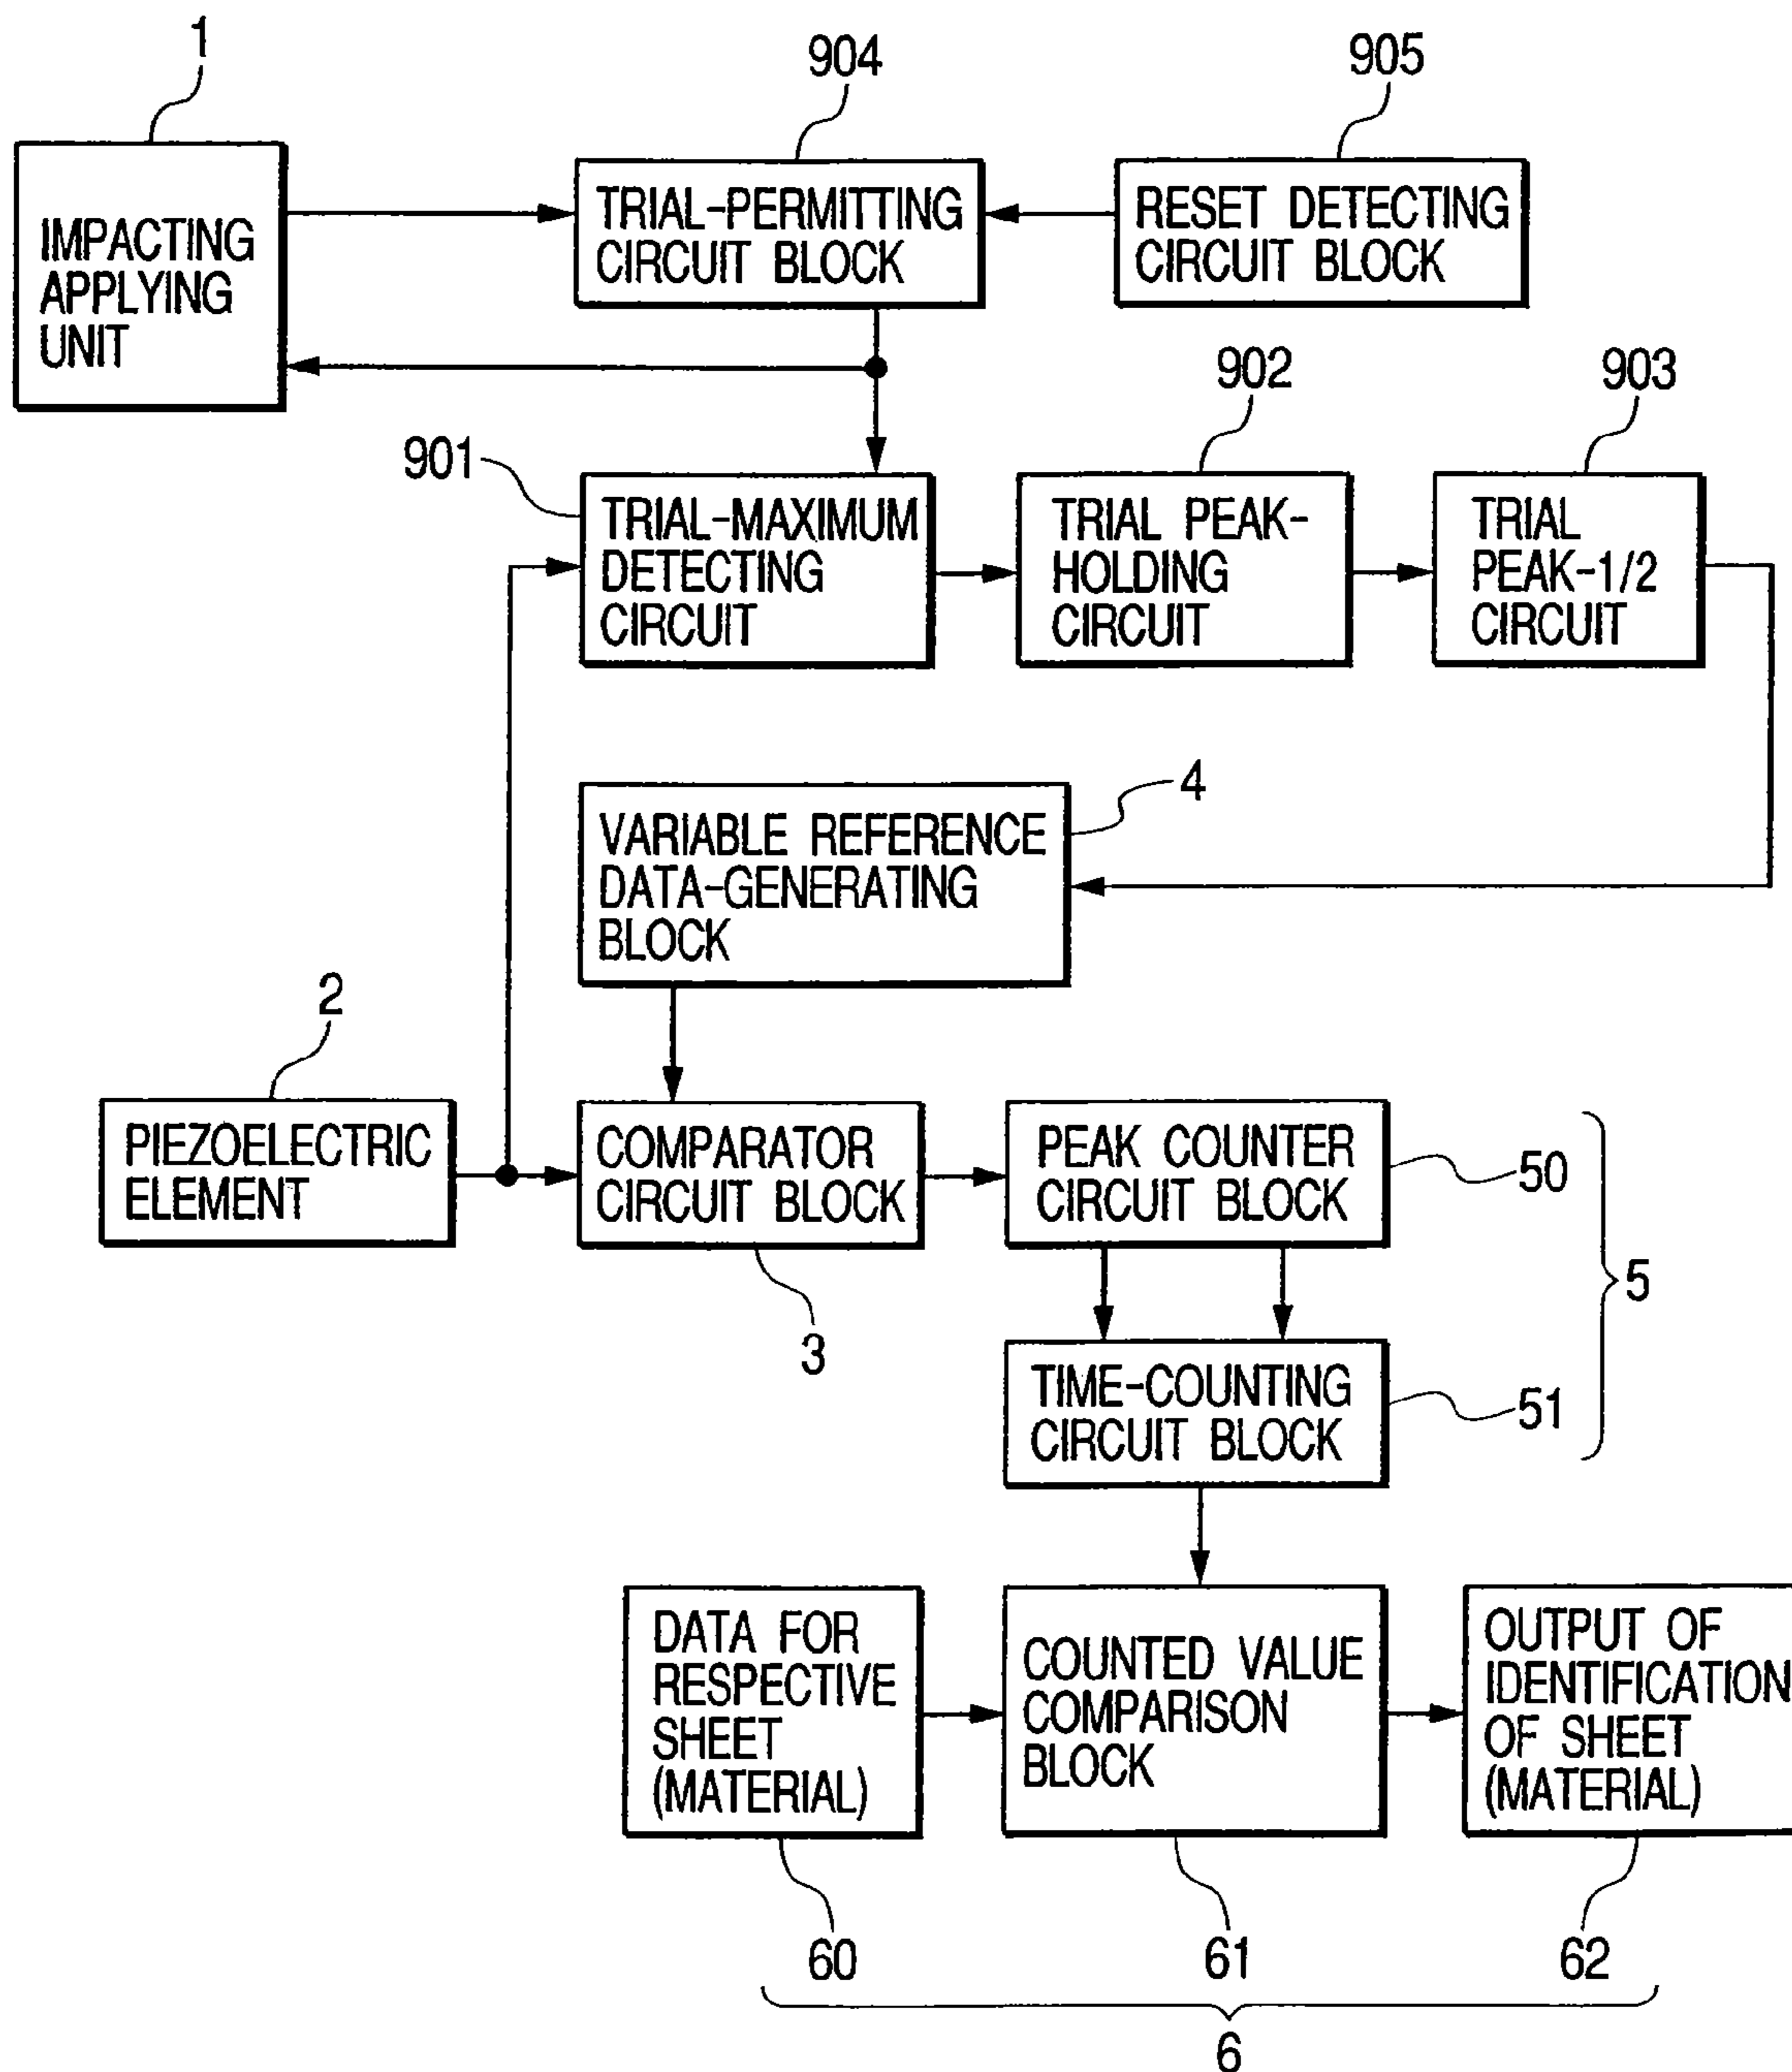 1
904
905
IMPACTING
APPLYING
UNIT
TRIAL-PERMITTING
CIRCUIT BLOCK
RESET DETECTING
CIRCUIT BLOCK
901
902
903
TRIAL-MAXIMUM
DETECTING
CIRCUIT
TRIAL PEAK-
HOLDING
CIRCUIT
TRIAL
PEAK-1/2
CIRCUIT
4
VARIABLE REFERENCE
DATA-GENERATING
BLOCK
2
PIEZOELECTRIC
ELEMENT
COMPARATOR
CIRCUIT BLOCK
3
PEAK COUNTER
CIRCUIT BLOCK
50
5
TIME-COUNTING
CIRCUIT BLOCK
51
DATA FOR
RESPECTIVE
SHEET
(MATERIAL)
COUNTED VALUE
COMPARISON
BLOCK
OUTPUT OF
IDENTIFICATION
OF SHEET
(MATERIAL)
60
61
62
6